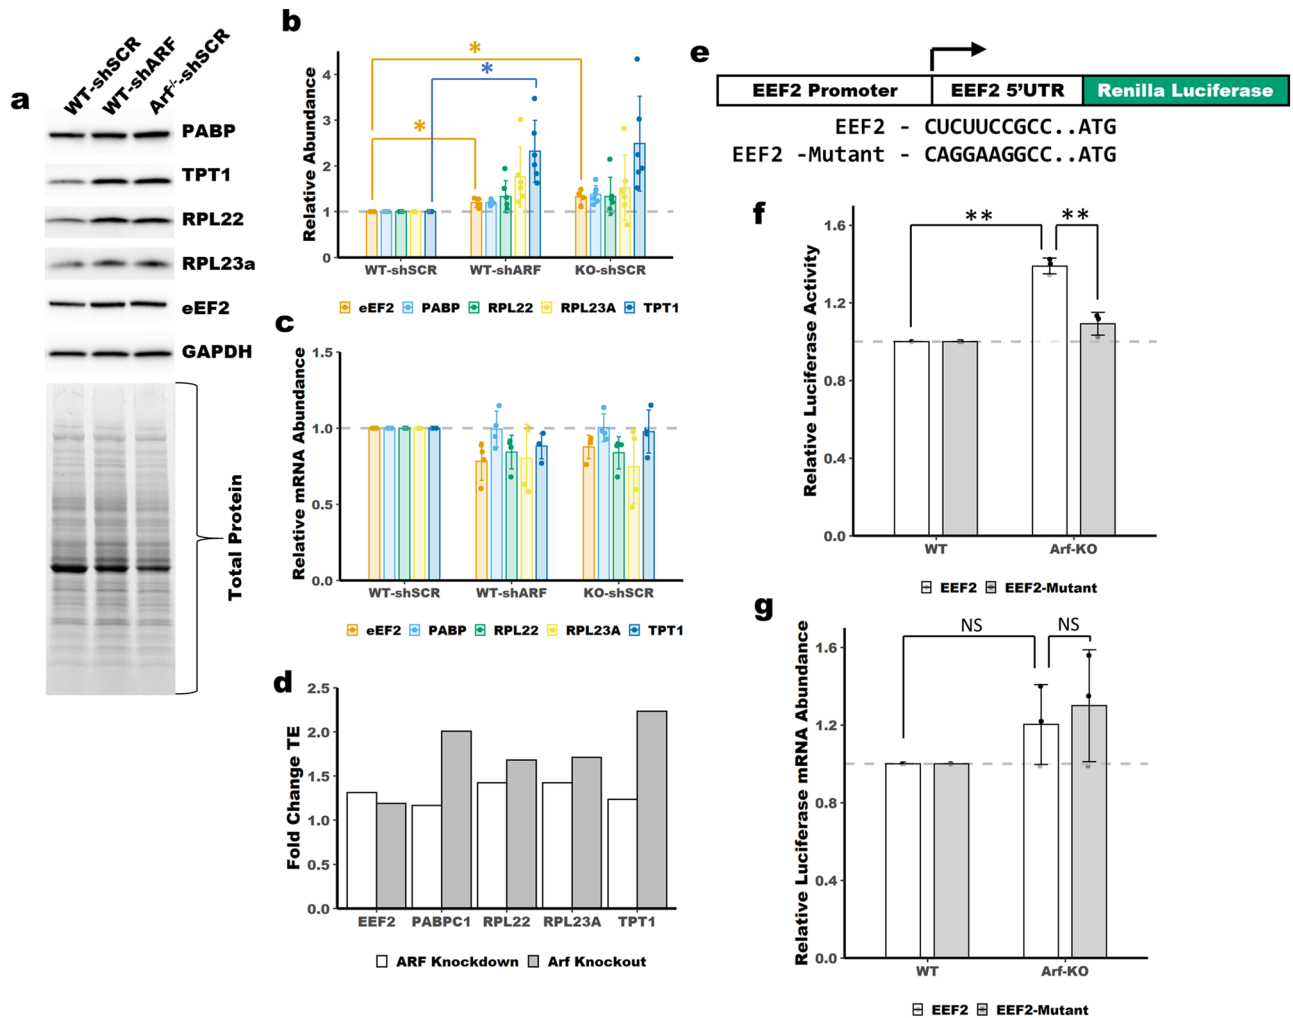 a
WT-shSCR
WT-shARF
Arf-/--shSCR
PABP
TPT1
RPL22
RPL23a
eEF2
GAPDH
Total Protein
b
Relative Abundance
4
3
2
1
0
*
*
*
WT-shSCR WT-shARF KO-shSCR
eEF2 PABP RPL22 RPL23A TPT1
c
Relative mRNA Abundance
1.5
1.0
0.5
0.0
WT-shSCR WT-shARF KO-shSCR
eEF2 PABP RPL22 RPL23A TPT1
d
Fold Change TE
2.5
2.0
1.5
1.0
0.5
0.0
EEF2 PABPC1 RPL22 RPL23A TPT1
ARF Knockdown Arf Knockout
e
EEF2 Promoter EEF2 5'UTR Renilla Luciferase
EEF2 - CUCUUCCGCC..ATG
EEF2 -Mutant - CAGGAAGGCC..ATG
f
Relative Luciferase Activity
1.6
1.2
0.8
0.4
0.0
** **
WT Arf-KO
EEF2 EEF2-Mutant
g
Relative Luciferase mRNA Abundance
1.6
1.2
0.8
0.4
0.0
NS NS
WT Arf-KO
EEF2 EEF2-Mutant